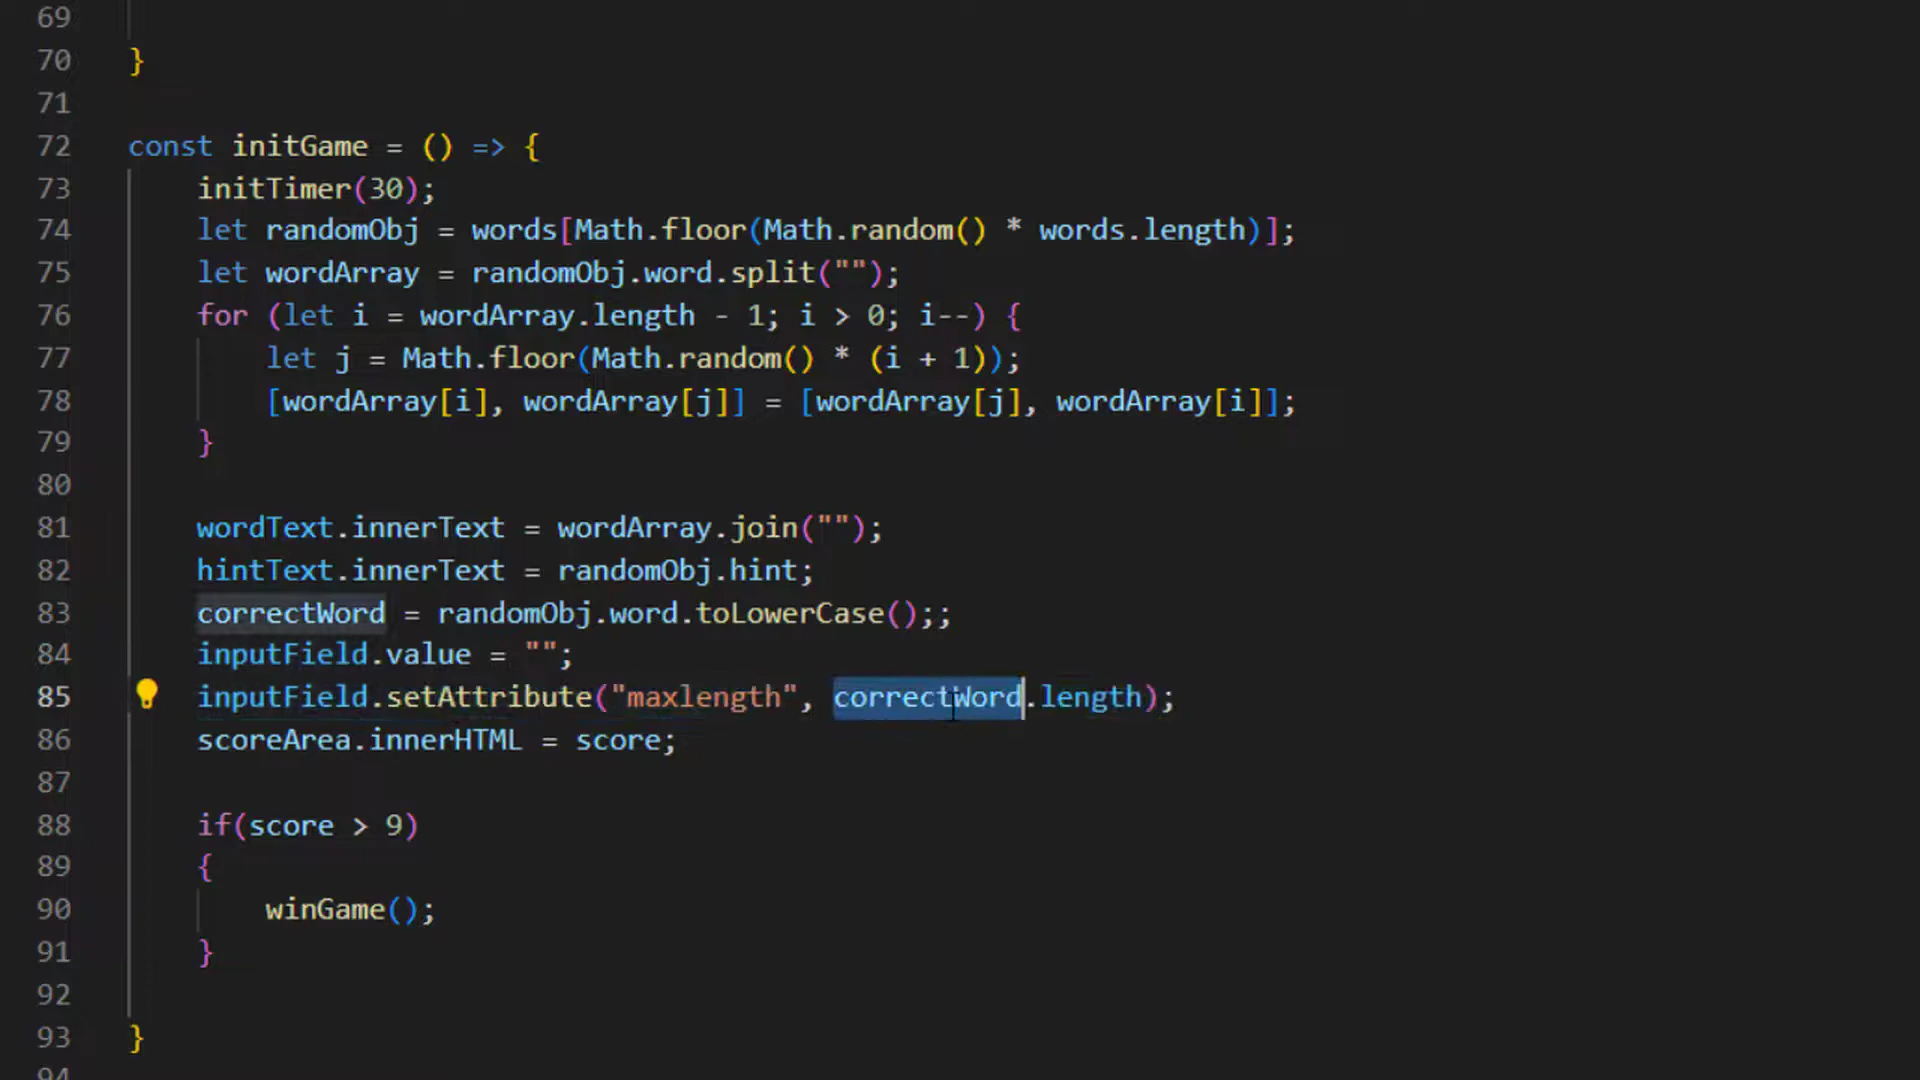 69
70 }
71
72 const initGame = () => {
73 initTimer(30);
74 let randomObj = words[Math.floor(Math.random() * words.length)];
75 let wordArray = randomObj.word.split("");
76 for (let i = wordArray.length - 1; i > 0; i--) {
77 let j = Math.floor(Math.random() * (i + 1));
78 [wordArray[i], wordArray[j]] = [wordArray[j], wordArray[i]];
79 }
80
81 wordText.innerText = wordArray.join("");
82 hintText.innerText = randomObj.hint;
83 correctWord = randomObj.word.toLowerCase();;
84 inputField.value = "";
85 inputField.setAttribute("maxlength", correctWord.length);
86 scoreArea.innerHTML = score;
87
88 if(score > 9)
89 {
90 winGame();
91 }
92
93 }
94